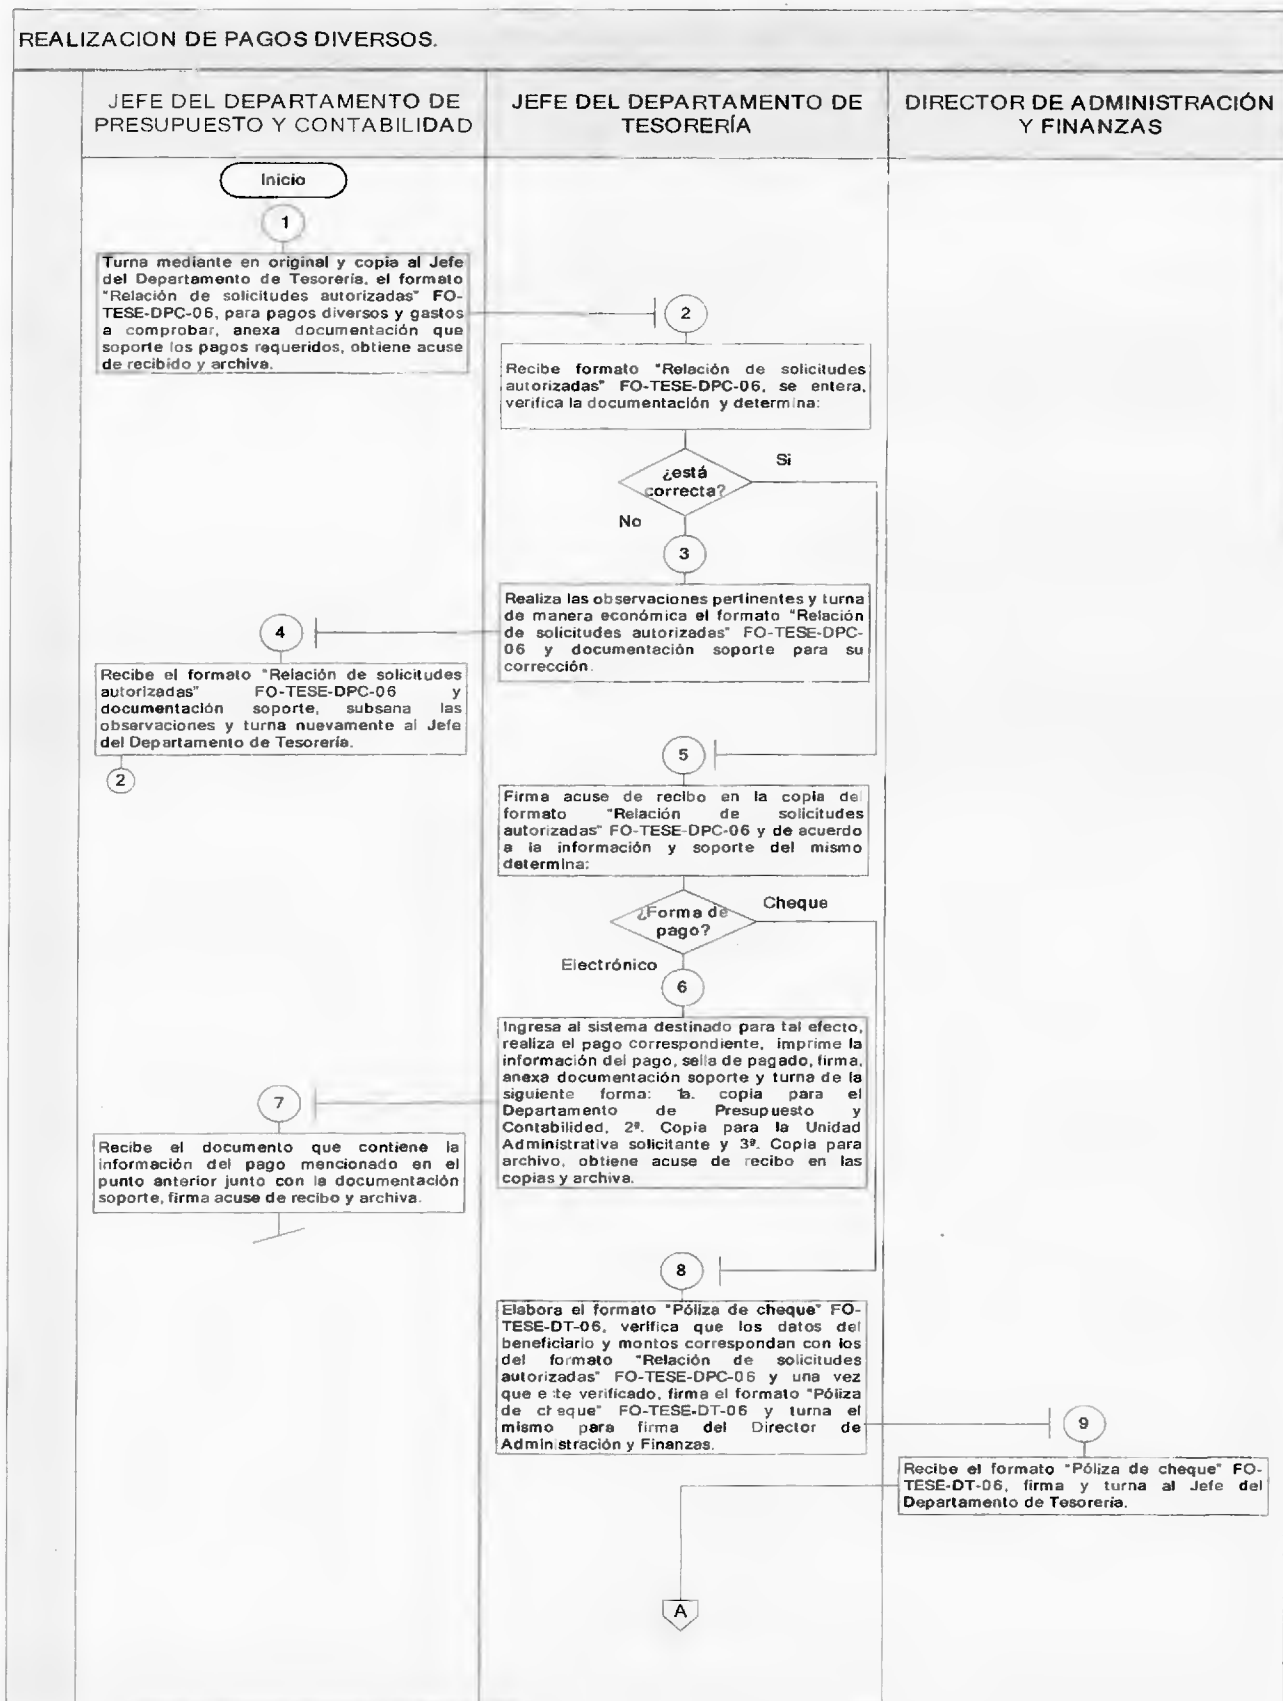 REALIZACION DE PAGOS DIVERSOS.
JEFE DEL DEPARTAMENTO DE
PRESUPUESTO Y CONTABILIDAD
JEFE DEL DEPARTAMENTO DE
TESORERÍA
DIRECTOR DE ADMINISTRACIÓN
Y FINANZAS
Inicio
1
Turna mediante en original y copia al Jefe
del Departamento de Tesorería, el formato
"Relación de solicitudes autorizadas" FO-
TESE-DPC-06, para pagos diversos y gastos
a comprobar, anexa documentación que
soporte los pagos requeridos, obtiene acuse
de recibido y archiva.
2
Recibe formato "Relación de solicitudes
autorizadas" FO-TESE-DPC-06, se entera,
verifica la documentación y determina:
¿está
correcta?
Si
No
3
Realiza las observaciones pertinentes y turna
de manera económica el formato "Relación
de solicitudes autorizadas" FO-TESE-DPC-
06 y documentación soporte para su
corrección.
4
Recibe el formato "Relación de solicitudes
autorizadas" FO-TESE-DPC-06 y
documentación soporte, subsana las
observaciones y turna nuevamente al Jefe
del Departamento de Tesorería.
2
5
Firma acuse de recibo en la copia del
formato "Relación de solicitudes
autorizadas" FO-TESE-DPC-06 y de acuerdo
a la información y soporte del mismo
determina:
¿Forma de
pago?
Cheque
Electrónico
6
Ingresa al sistema destinado para tal efecto,
realiza el pago correspondiente, imprime la
información del pago, sella de pagado, firma,
anexa documentación soporte y turna de la
siguiente forma: 1a. copia para el
Departamento de Presupuesto y
Contabilided, 2ª. Copia para la Unidad
Administrativa solicitante y 3ª. Copia para
archivo, obtiene acuse de recibo en las
copias y archiva.
7
Recibe el documento que contiene la
información del pago mencionado en el
punto anterior junto con la documentación
soporte, firma acuse de recibo y archiva.
8
Elabora el formato "Póliza de cheque" FO-
TESE-DT-06, verifica que los datos del
beneficiario y montos correspondan con los
del formato "Relación de solicitudes
autorizadas" FO-TESE-DPC-06 y una vez
que este verificado, firma el formato "Póliza
de cheque" FO-TESE-DT-06 y turna el
mismo para firma del Director de
Administración y Finanzas.
9
Recibe el formato "Póliza de cheque" FO-
TESE-DT-06, firma y turna al Jefe del
Departamento de Tesorería.
A